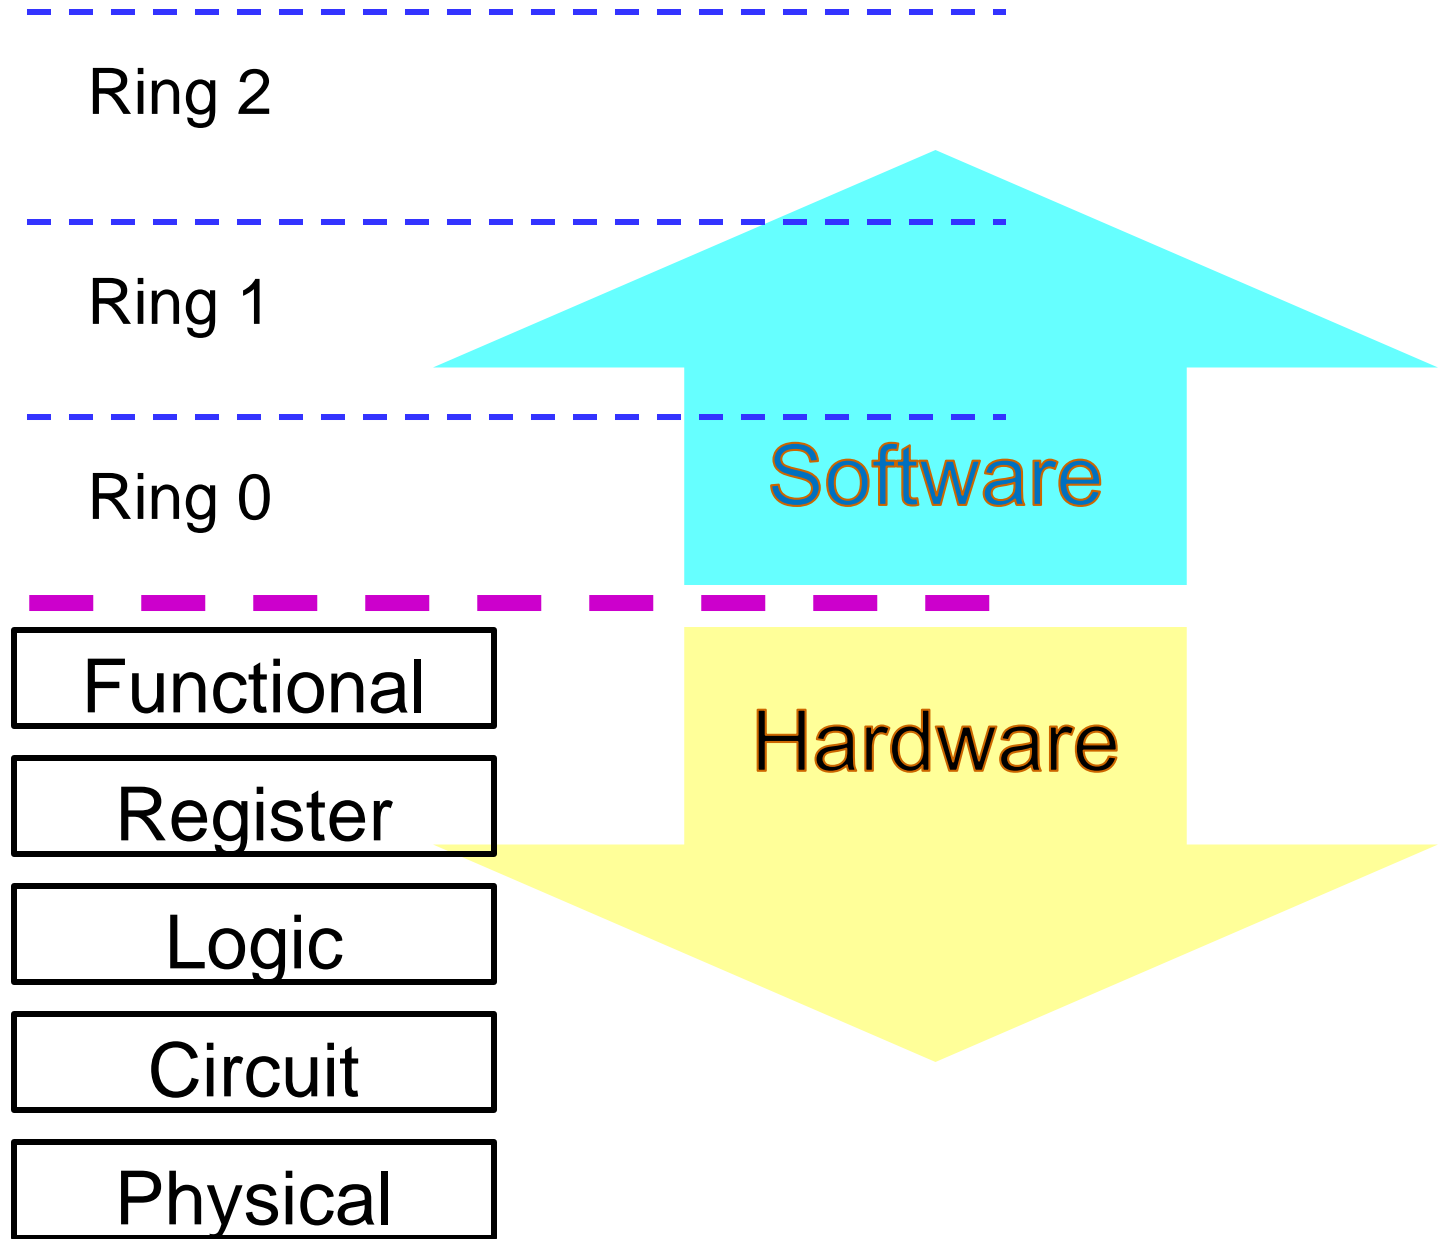 Ring 2
Ring 1
Ring 0
Software
Functional
Hardware
Register
Logic
Circuit
Physical